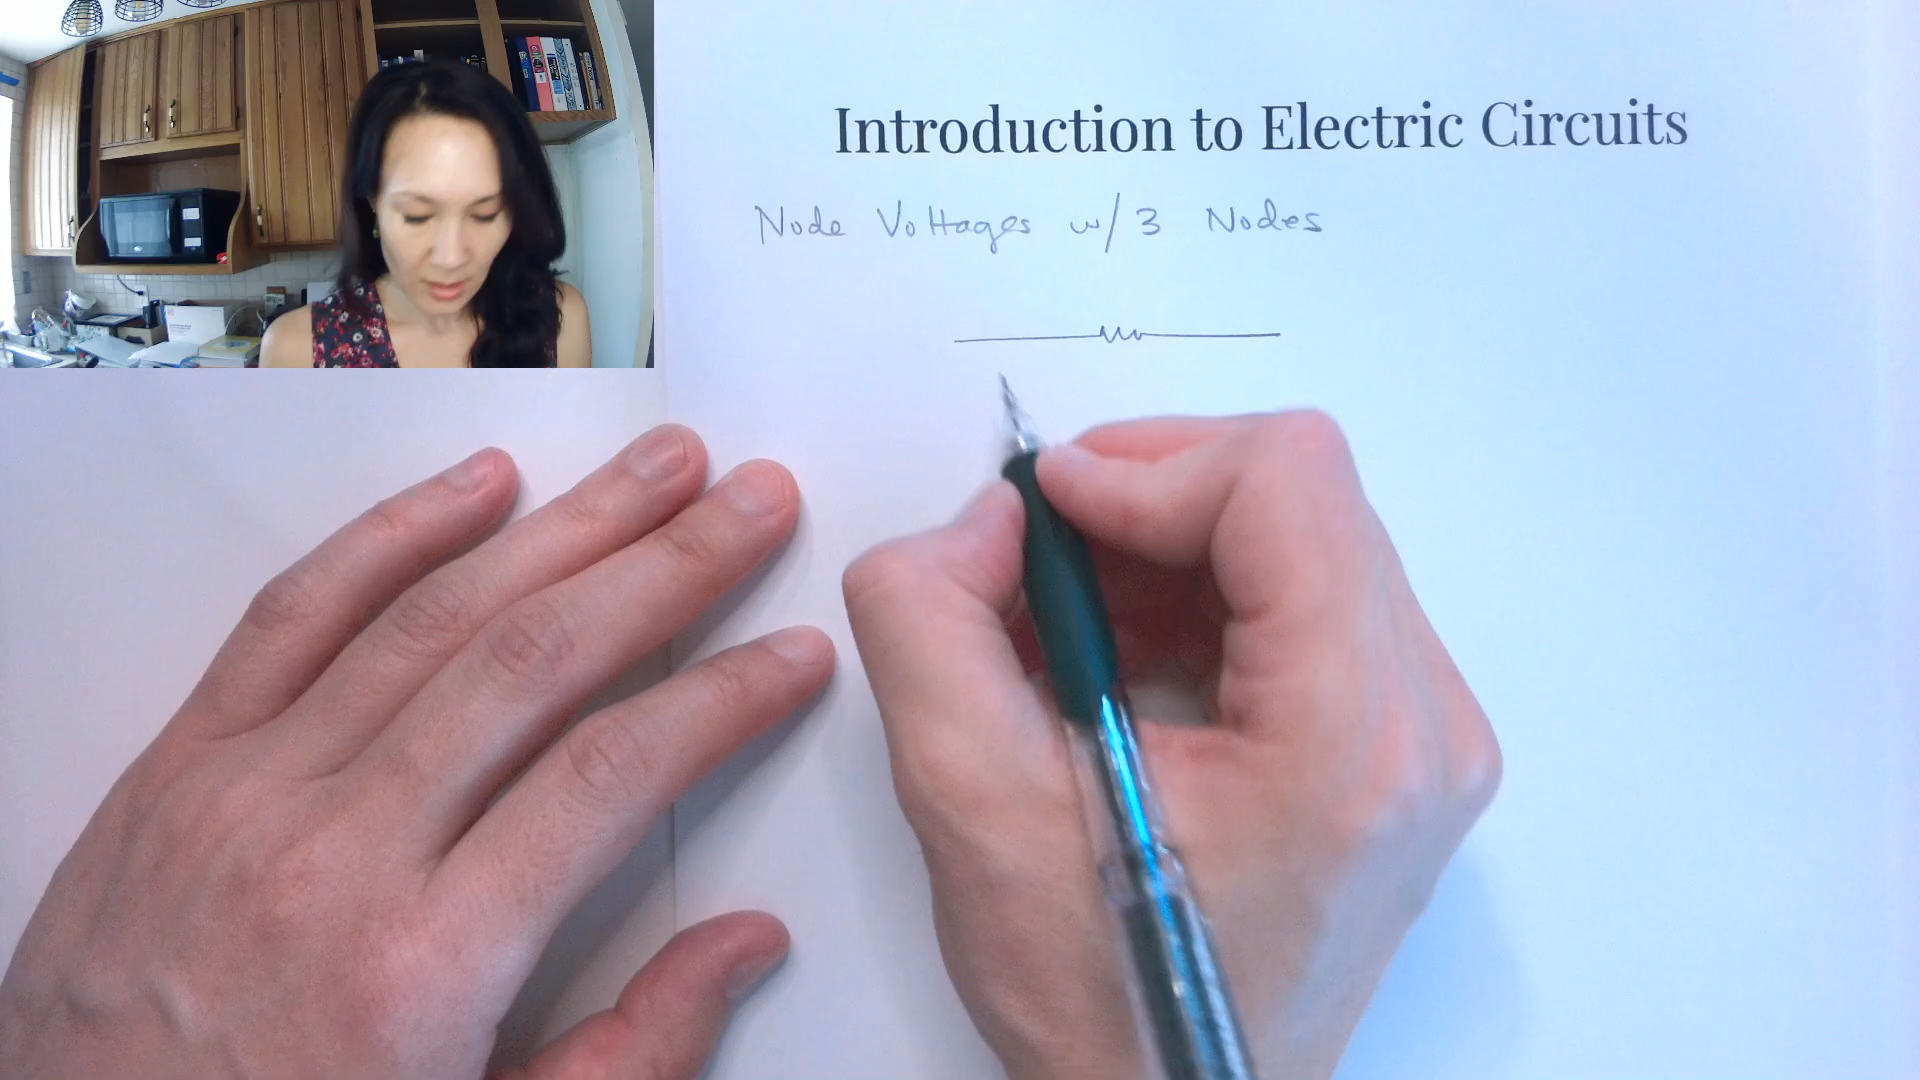 Introduction to Electric Circuits
Node Voltages w/ 3 Nodes